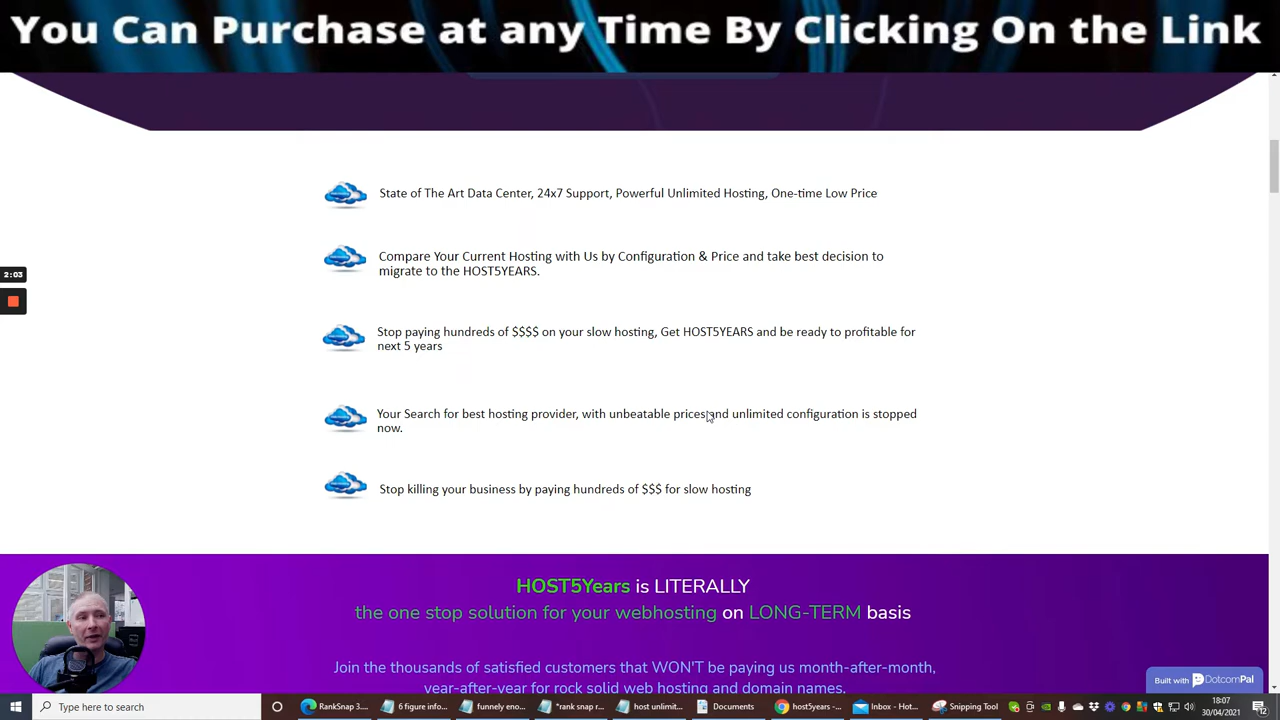 You Can Purchase at any Time By Clicking On the Link
State of The Art Data Center, 24x7 Support, Powerful Unlimited Hosting, One-time Low Price
Compare Your Current Hosting with Us by Configuration & Price and take best decision to
migrate to the HOST5YEARS.
2:03
Stop paying hundreds of $$$$ on your slow hosting, Get HOST5YEARS and be ready to profitable for
next 5 years
Your Search for best hosting provider, with unbeatable prices and unlimited configuration is stopped
now.
Stop killing your business by paying hundreds of $$$ for slow hosting
HOST5Years is LITERALLY
the one stop solution for your webhosting on LONG-TERM basis
Join the thousands of satisfied customers that WON'T be paying us month-after-month,
year-after-year for rock solid web hosting and domain names.
Built with DotcomPal
Type here to search
RankSnap 3....
6 figure info...
funnely eno...
*rank snap r...
host unlimit...
Documents
host5years -...
Inbox - Hot...
Snipping Tool
18:07
30/04/2021